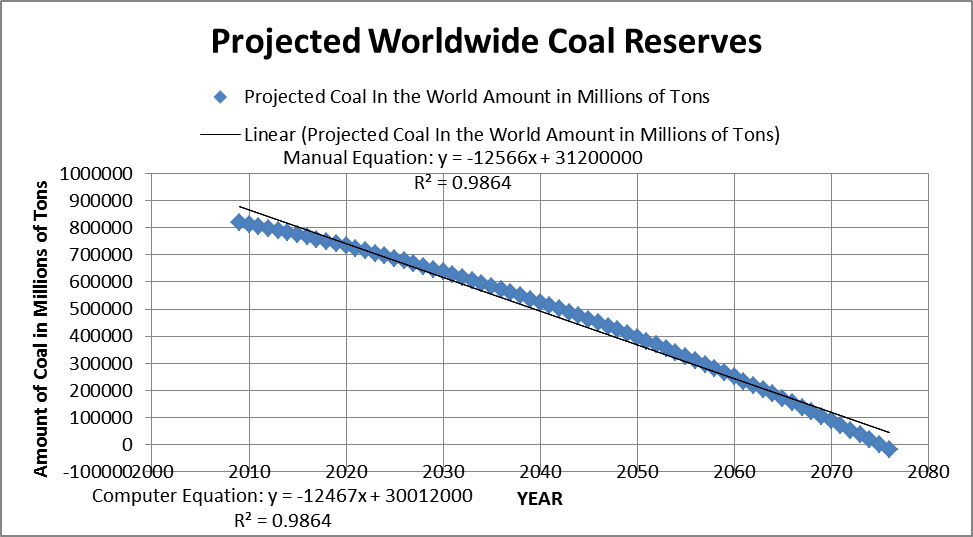 Projected Worldwide Coal Reserves
Projected Coal In the World Amount in Millions of Tons
Linear (Projected Coal In the World Amount in Millions of Tons)
Manual Equation: y = -12566x + 31200000
R² = 0.9864
Amount of Coal in Millions of Tons
1000000
900000
800000
700000
600000
500000
400000
300000
200000
100000
0
-100000
2000 2010 2020 2030 2040 2050 2060 2070 2080
Computer Equation: y = -12467x + 30012000
R² = 0.9864
YEAR